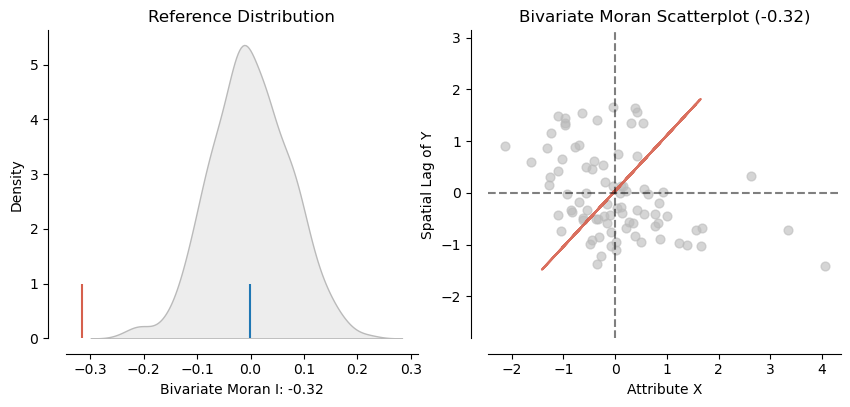 Reference Distribution
Density
5
4
3
2
1
0
−0.3 −0.2 −0.1 0.0 0.1 0.2 0.3
Bivariate Moran I: -0.32
Bivariate Moran Scatterplot (-0.32)
Spatial Lag of Y
3
2
1
0
−1
−2
−2 −1 0 1 2 3 4
Attribute X